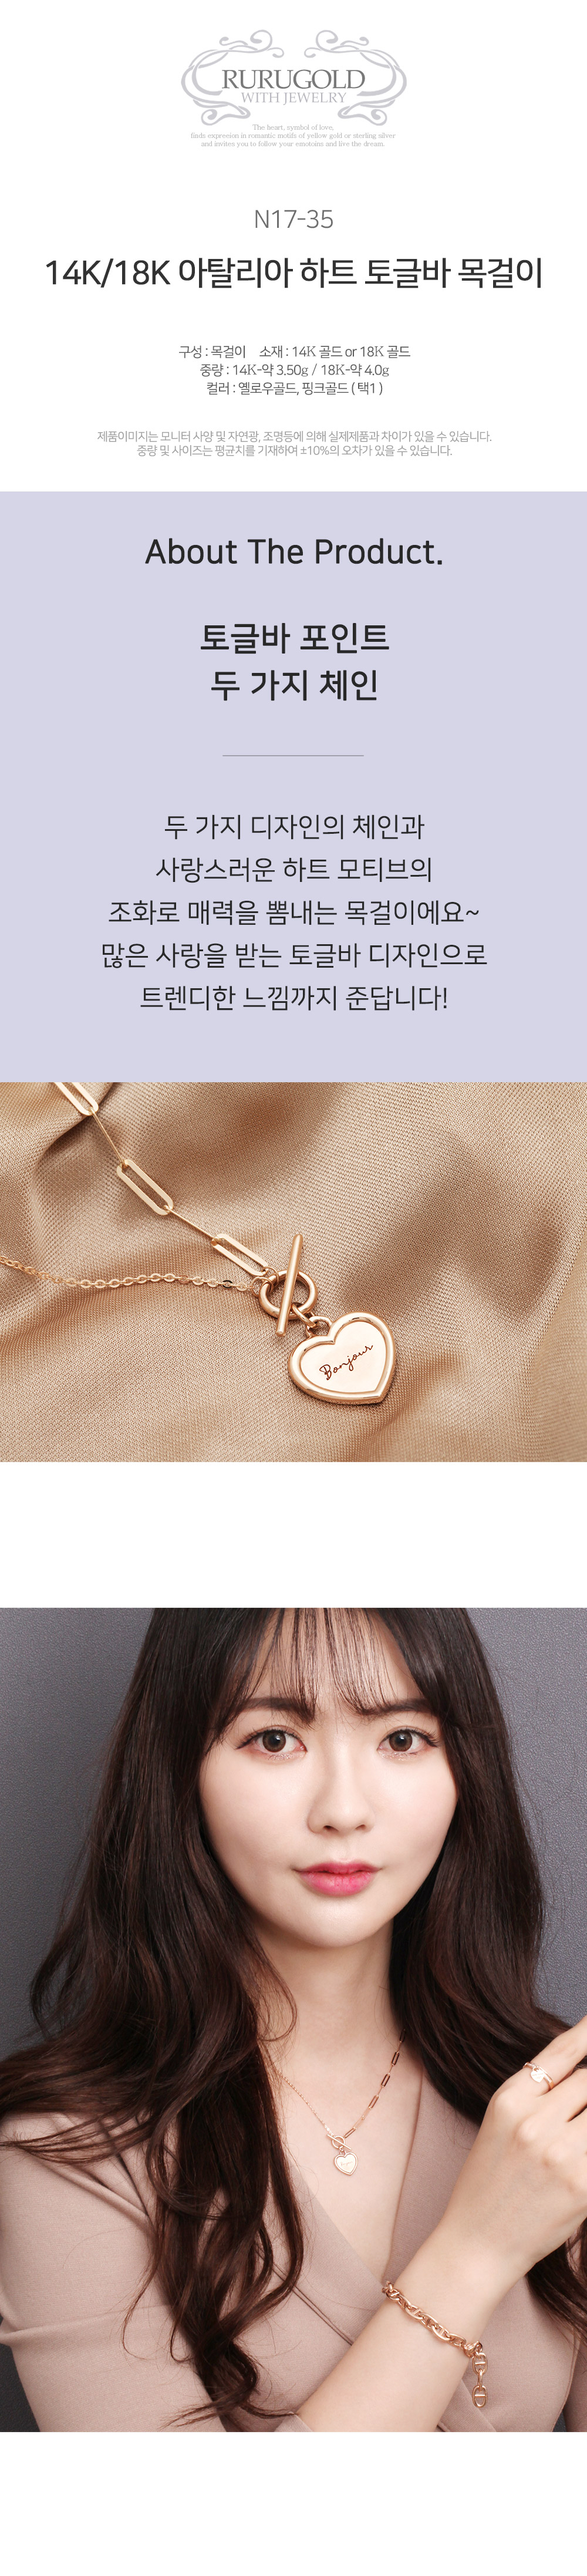 RURUGOLD
WITH JEWELRY
The heart, symbol of love,
finds expreeion in romantic motifs of yellow gold or sterling silver
and invites you to follow your emotoins and live the dream.
N17-35
14K/18K 아탈리아 하트 토글바 목걸이
구성 : 목걸이 소재 : 14K 골드 or 18K 골드
중량 : 14K-약 3.50g / 18K-약 4.0g
컬러 : 옐로우골드, 핑크골드 ( 택1 )
제품이미지는 모니터 사양 및 자연광, 조명등에 의해 실제제품과 차이가 있을 수 있습니다.
중량 및 사이즈는 평균치를 기재하여 ±10%의 오차가 있을 수 있습니다.
About The Product.
토글바 포인트
두 가지 체인
두 가지 디자인의 체인과
사랑스러운 하트 모티브의
조화로 매력을 뽐내는 목걸이에요~
많은 사랑을 받는 토글바 디자인으로
트렌디한 느낌까지 준답니다!
Bonjour